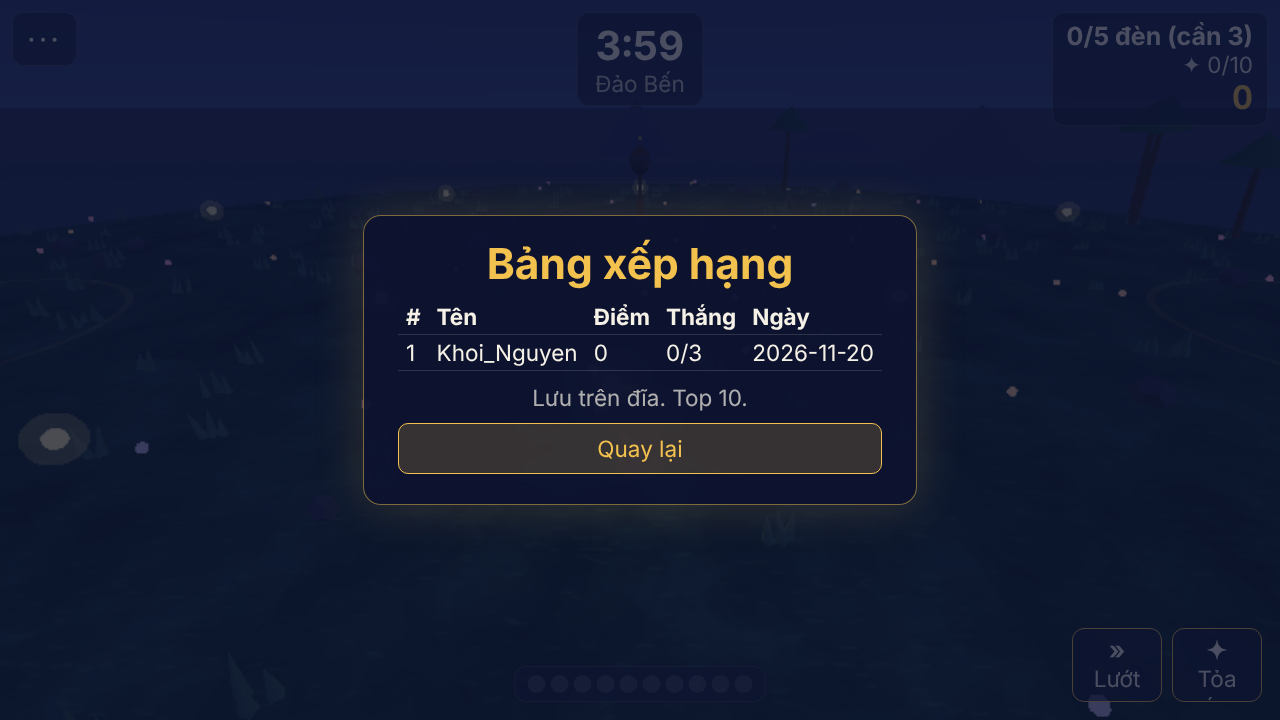 ...
3:59
Đảo Bến
0/5 đèn (cần 3)
✦ 0/10
0
Bảng xếp hạng
# Tên Điểm Thắng Ngày
1 Khoi_Nguyen 0 0/3 2026-11-20
Lưu trên đĩa. Top 10.
Quay lại
»
Lướt
✦
Tỏa